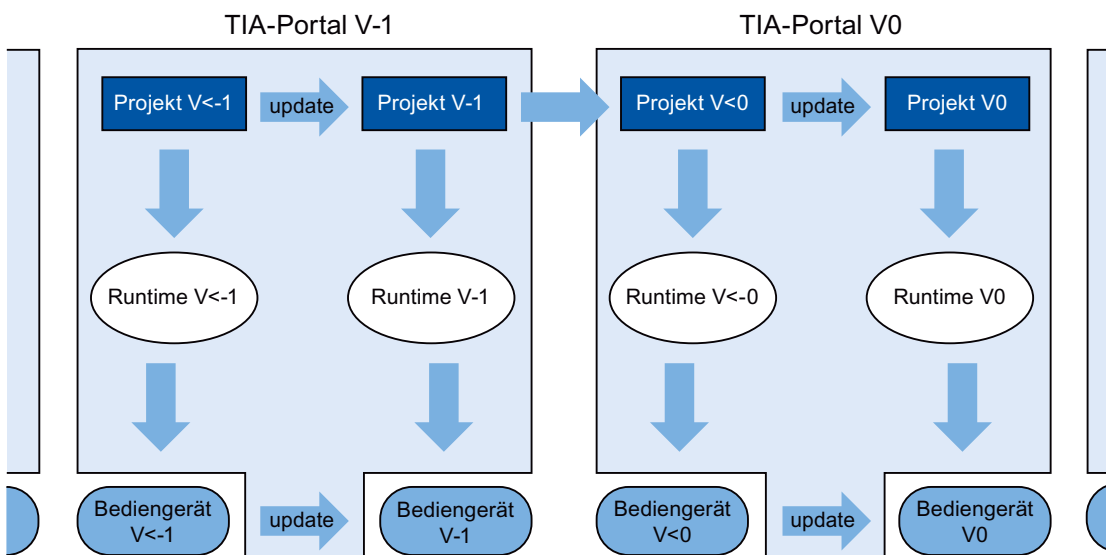 TIA-Portal V-1
TIA-Portal V0
Projekt V<-1
update
Projekt V-1
Projekt V<0
update
Projekt V0
Runtime V<-1
Runtime V-1
Runtime V<-0
Runtime V0
Bediengerät
V<-1
update
Bediengerät
V-1
Bediengerät
V<0
update
Bediengerät
V0